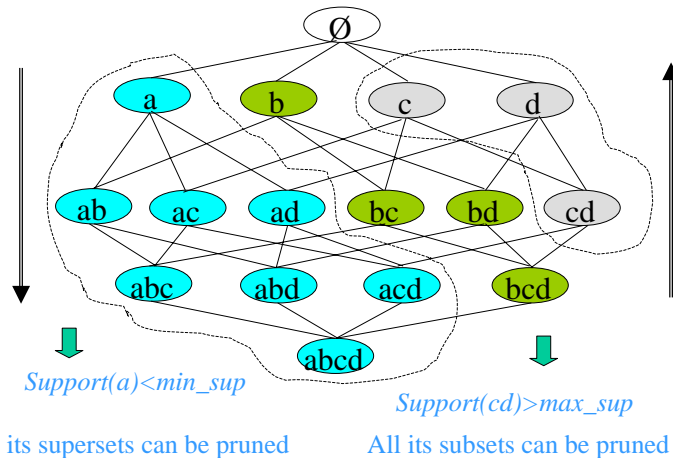 Ø
a b c d
ab ac ad bc bd cd
abc abd acd bcd
abcd
Support(a)<min_sup
Support(cd)>max_sup
its supersets can be pruned
All its subsets can be pruned